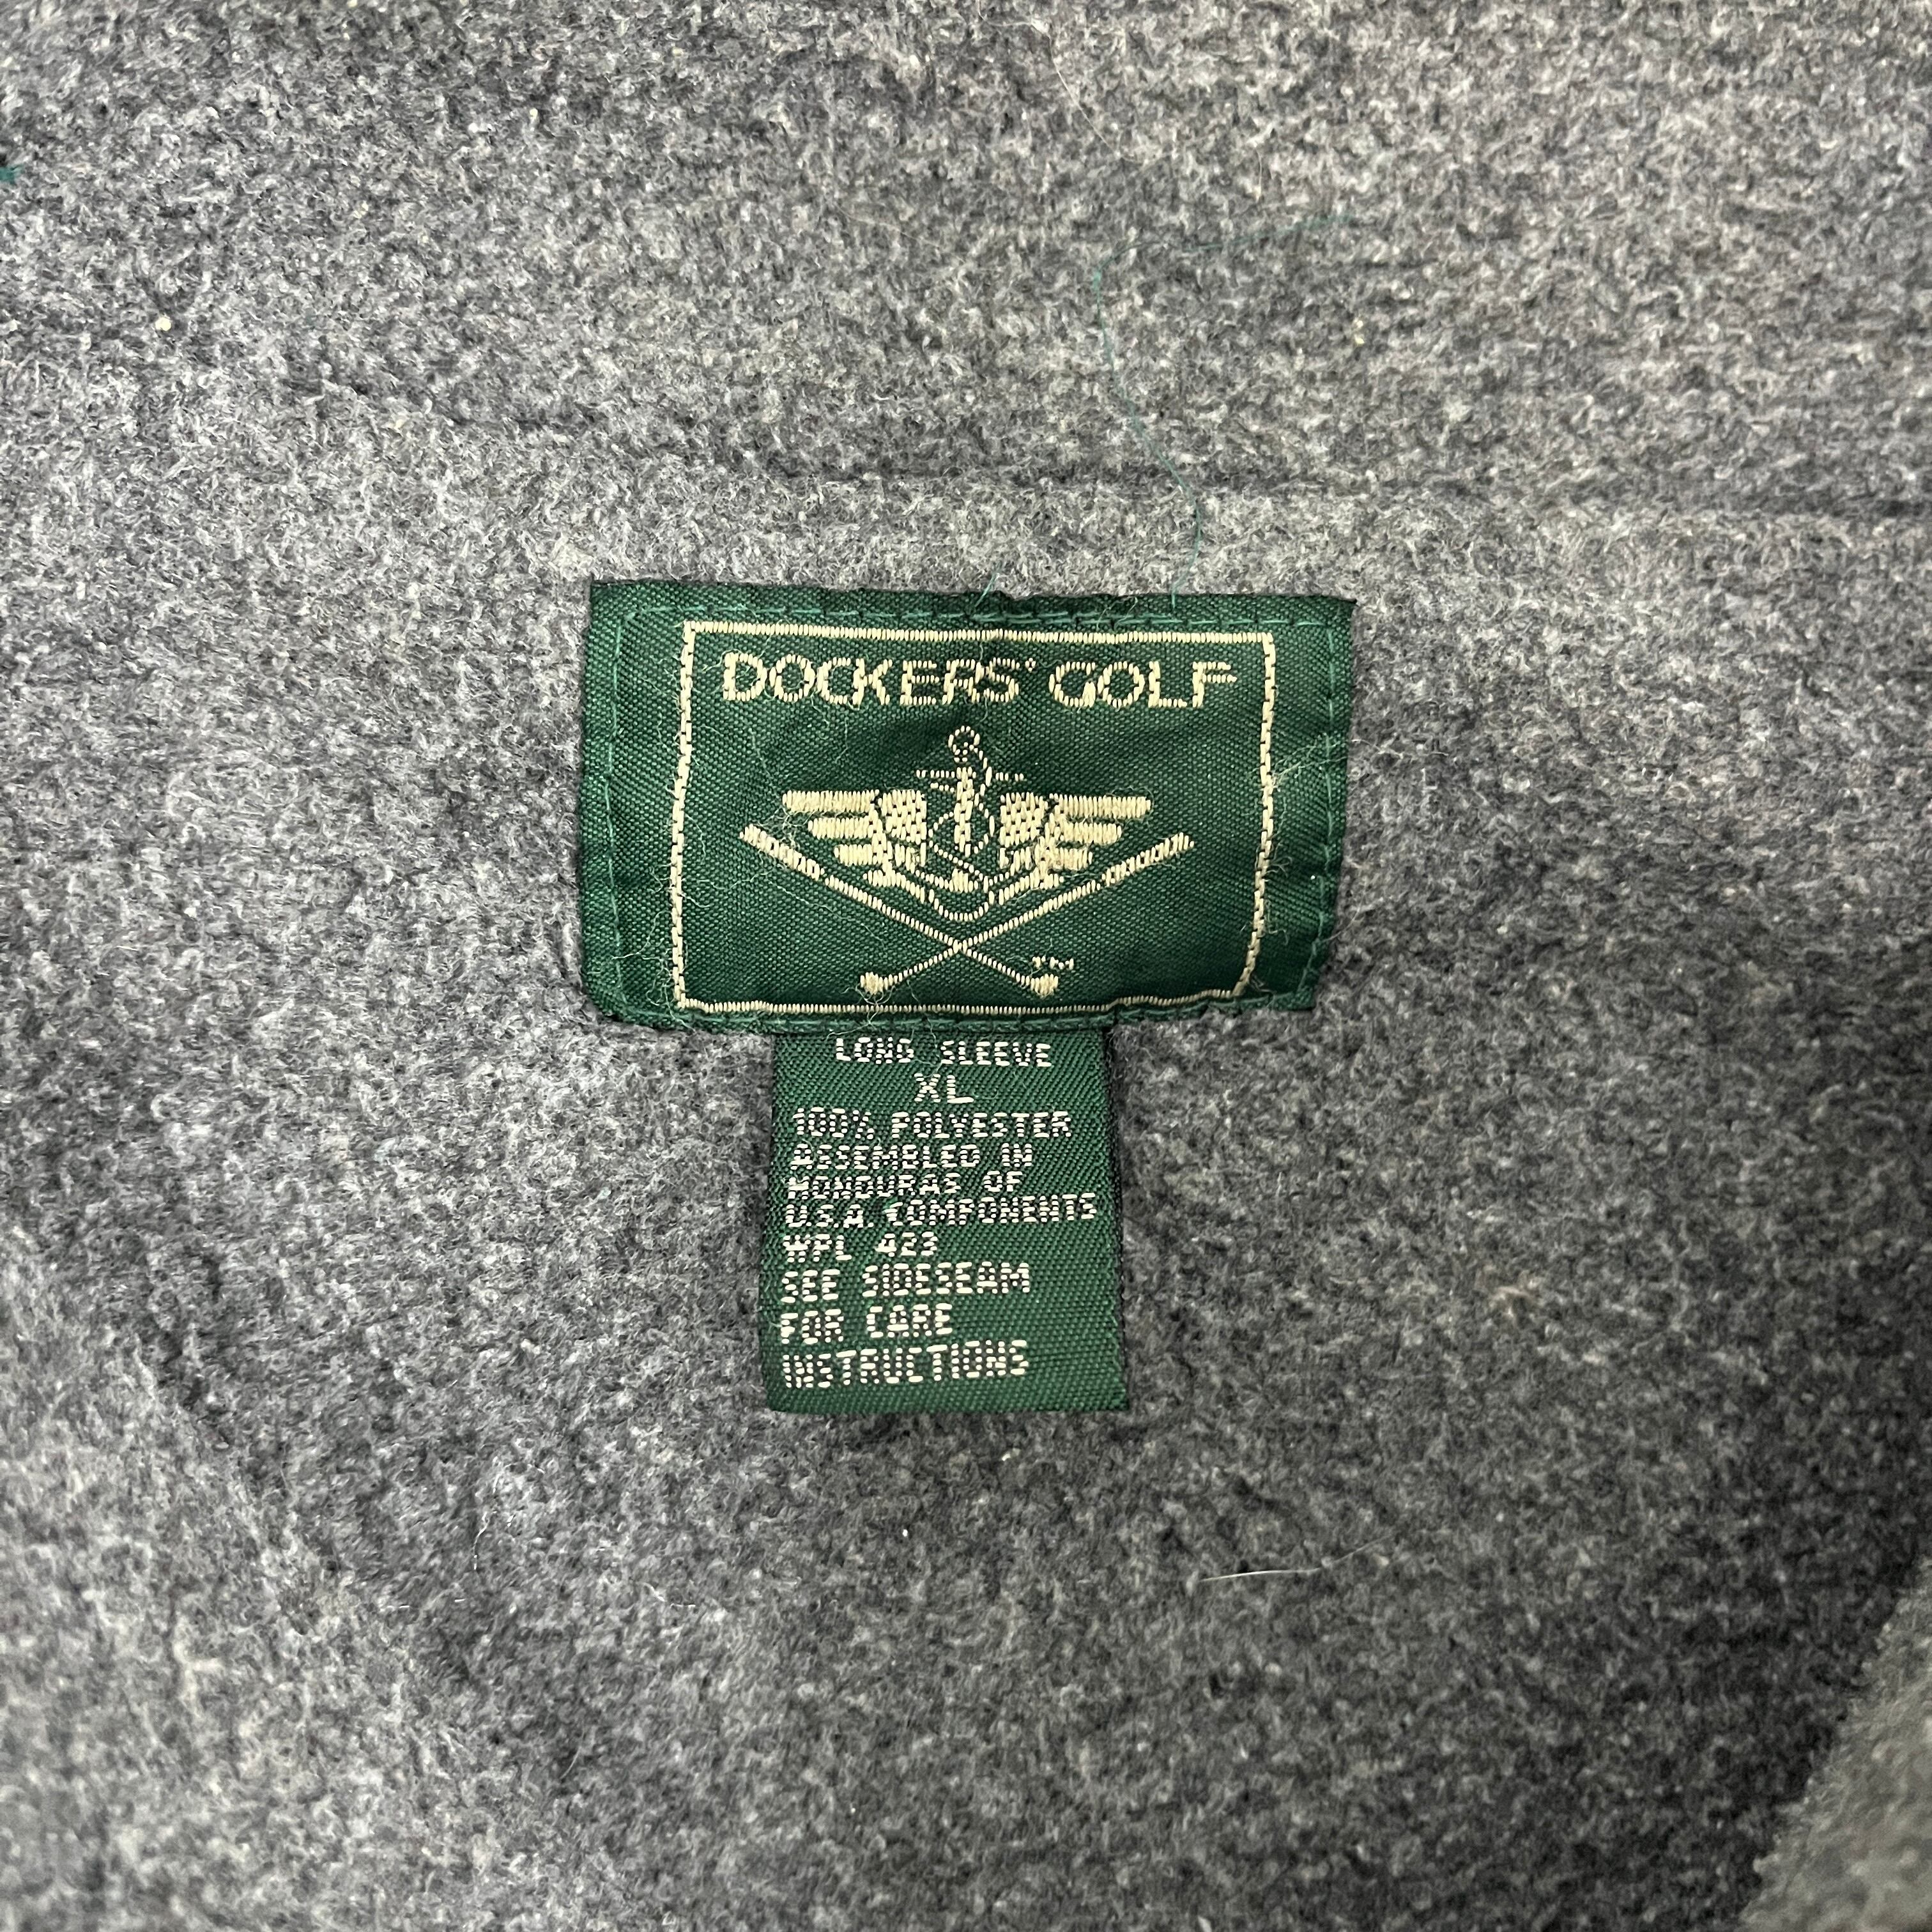 DOCKERS® GOLF
TM
LONG SLEEVE
XL
100% POLYESTER
ASSEMBLED IN
HONDURAS OF
U.S.A. COMPONENTS
WPL 423
SEE SIDESEAM
FOR CARE
INSTRUCTIONS